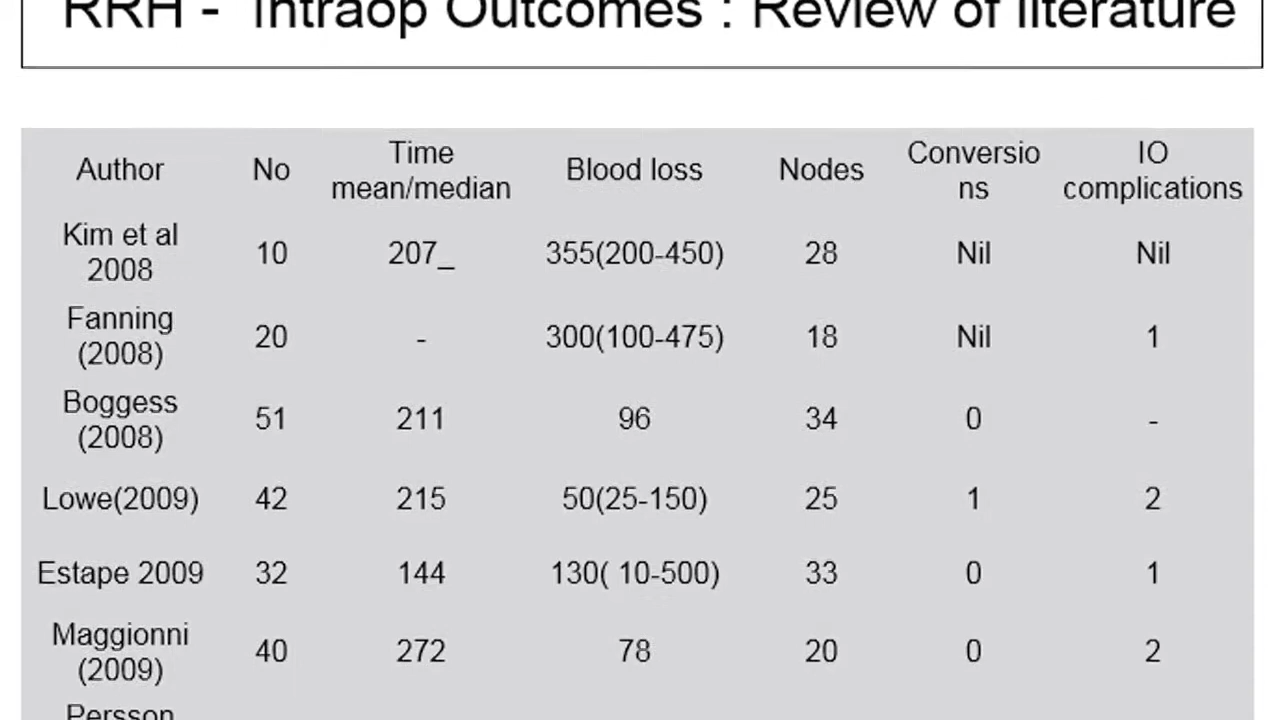 RRH - Intraop Outcomes : Review of literature
Author No Time mean/median Blood loss Nodes Conversio ns IO complications
Kim et al 2008 10 207_ 355(200-450) 28 Nil Nil
Fanning (2008) 20 - 300(100-475) 18 Nil 1
Boggess (2008) 51 211 96 34 0 -
Lowe(2009) 42 215 50(25-150) 25 1 2
Estape 2009 32 144 130( 10-500) 33 0 1
Maggionni (2009) 40 272 78 20 0 2
Persson